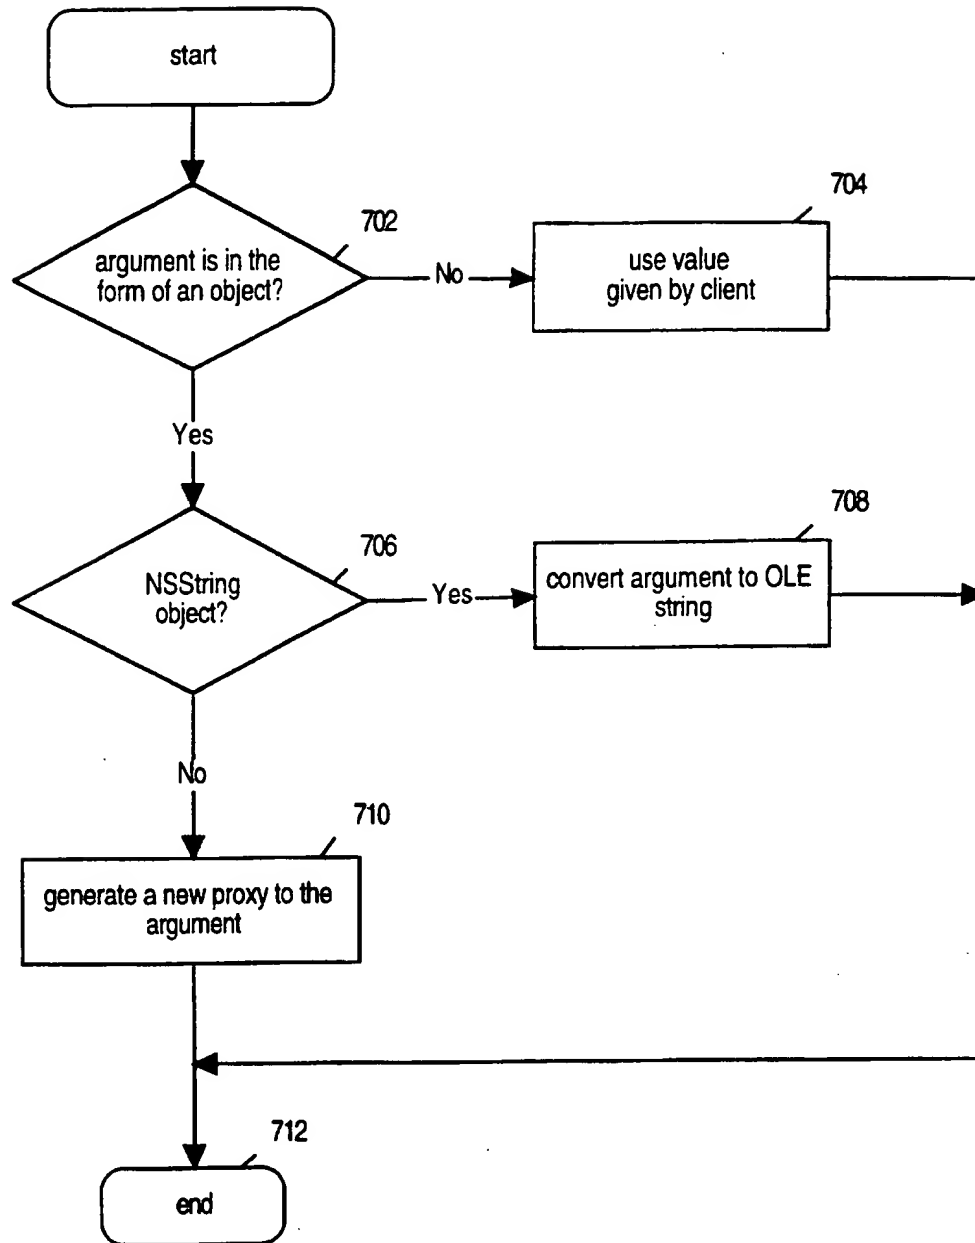 start
702
argument is in the
form of an object?
No
704
use value
given by client
Yes
706
NSString
object?
Yes
708
convert argument to OLE
string
No
710
generate a new proxy to the
argument
712
end